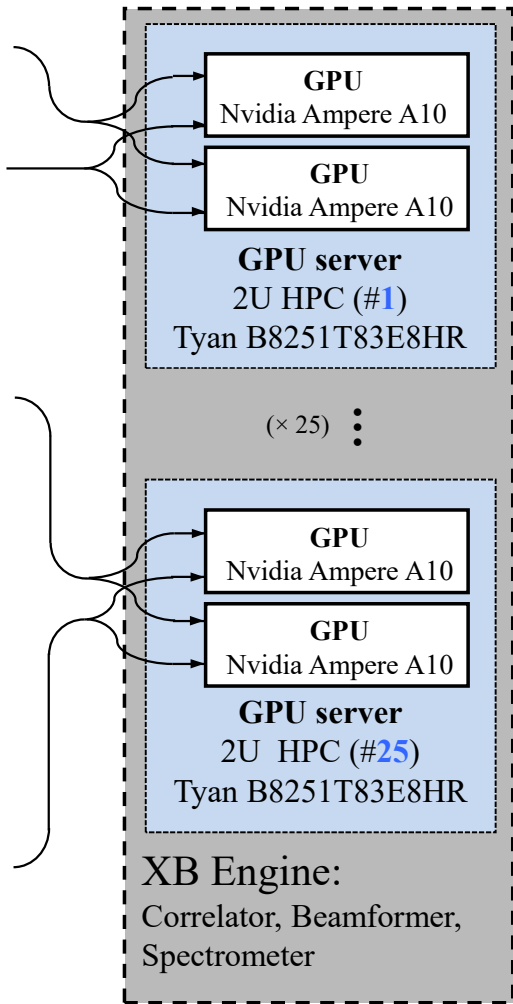 GPU
Nvidia Ampere A10
GPU
Nvidia Ampere A10
GPU server
2U HPC (#1)
Tyan B8251T83E8HR
(× 25)
GPU
Nvidia Ampere A10
GPU
Nvidia Ampere A10
GPU server
2U HPC (#25)
Tyan B8251T83E8HR
XB Engine:
Correlator, Beamformer,
Spectrometer